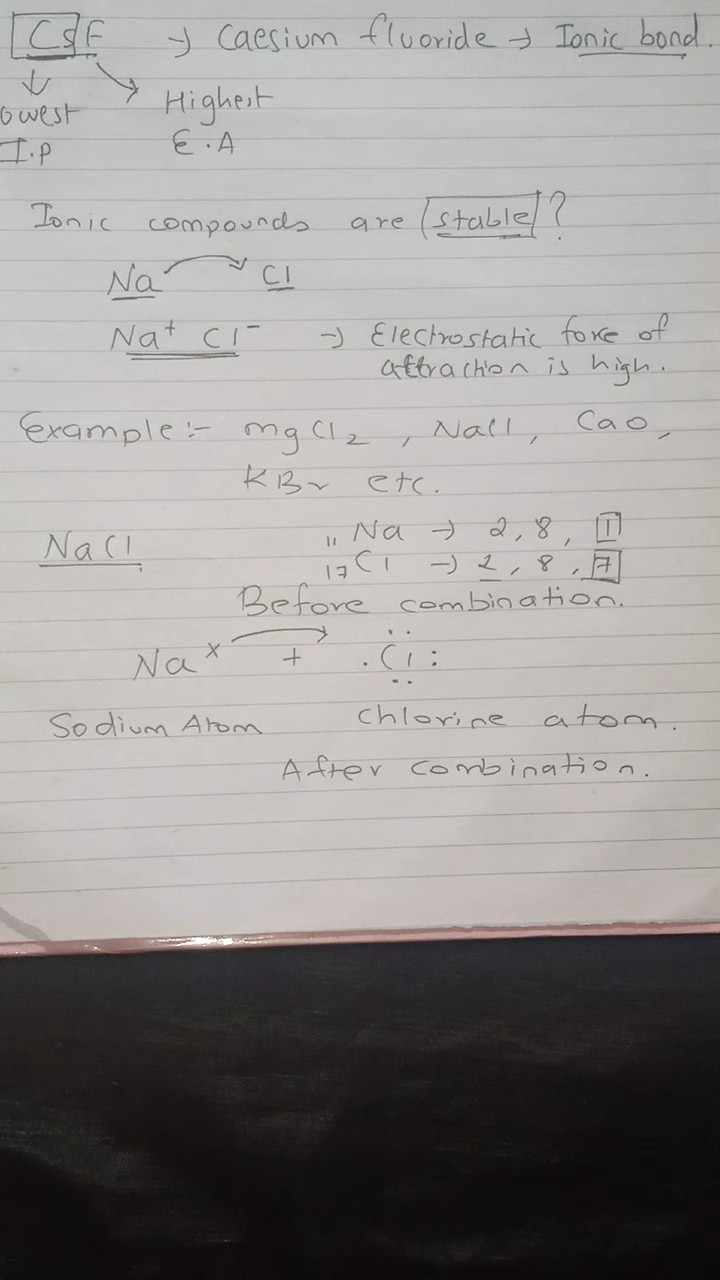 CsF → Caesium fluoride → Ionic bond.
owest Highest
I.P E.A
Ionic compounds are stable?
Na Cl
Na+ Cl- → Electrostatic force of
attraction is high.
Example:- mgCl2, NaCl, CaO,
KBr etc.
NaCl 11Na → 2, 8, 1
17Cl → 2, 8, 7
Before combination.
Na x + . Cl :
Sodium Atom chlorine atom.
After combination.